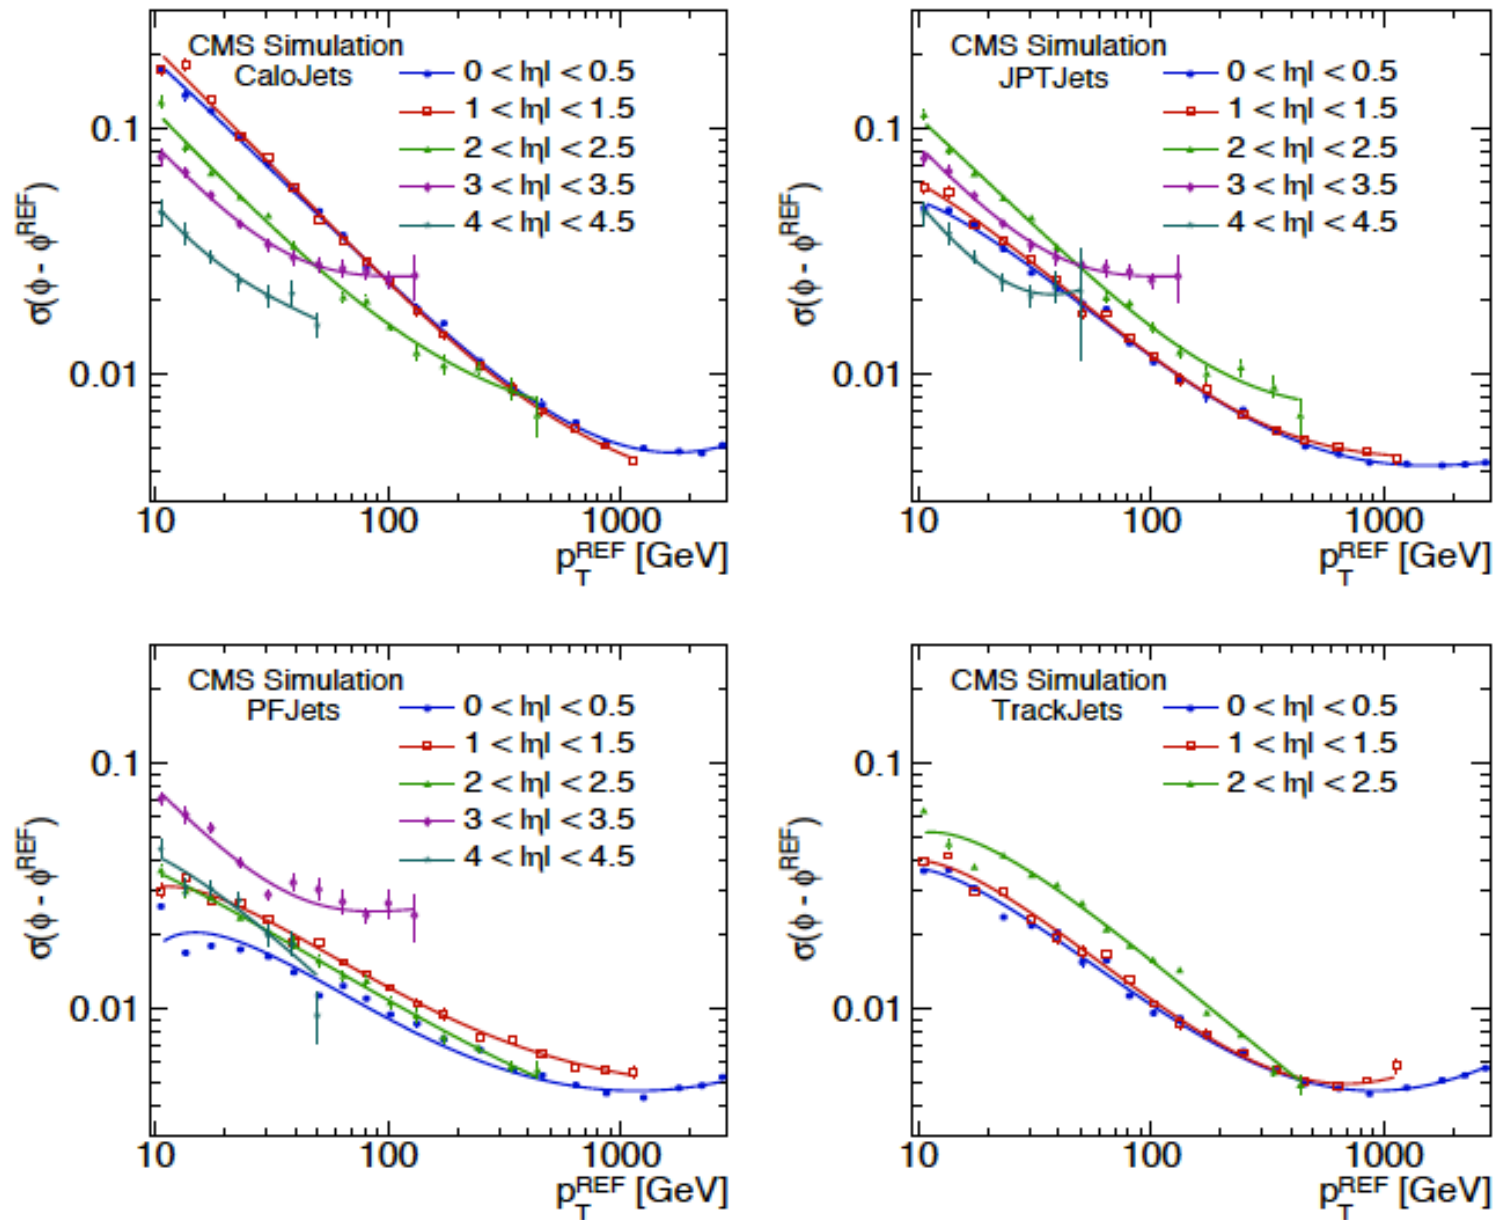 CMS Simulation
CaloJets
0 < |η| < 0.5
1 < |η| < 1.5
2 < |η| < 2.5
3 < |η| < 3.5
4 < |η| < 4.5
0.1
0.01
σ(ϕ - ϕ^REF)
10 100 1000
p_T^REF [GeV]
CMS Simulation
JPTJets
0 < |η| < 0.5
1 < |η| < 1.5
2 < |η| < 2.5
3 < |η| < 3.5
4 < |η| < 4.5
0.1
0.01
σ(ϕ - ϕ^REF)
10 100 1000
p_T^REF [GeV]
CMS Simulation
PFJets
0 < |η| < 0.5
1 < |η| < 1.5
2 < |η| < 2.5
3 < |η| < 3.5
4 < |η| < 4.5
0.1
0.01
σ(ϕ - ϕ^REF)
10 100 1000
p_T^REF [GeV]
CMS Simulation
TrackJets
0 < |η| < 0.5
1 < |η| < 1.5
2 < |η| < 2.5
0.1
0.01
σ(ϕ - ϕ^REF)
10 100 1000
p_T^REF [GeV]